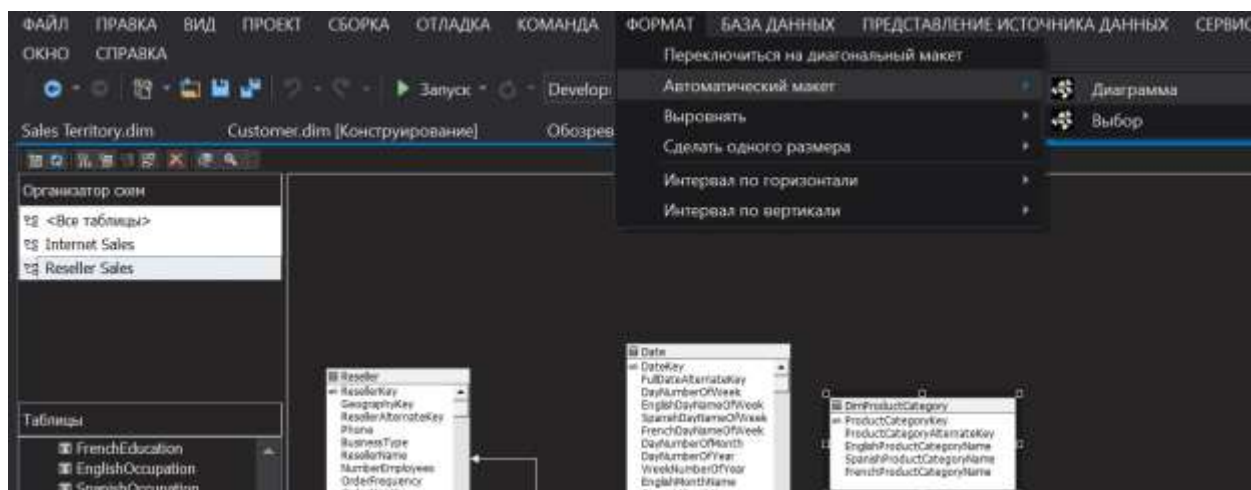 ФАЙЛ ПРАВКА ВИД ПРОЕКТ СБОРКА ОТЛАДКА КОМАНДА ФОРМАТ БАЗА ДАННЫХ ПРЕДСТАВЛЕНИЕ ИСТОЧНИКА ДАННЫХ СЕРВИС
ОКНО СПРАВКА
Переключиться на диагональный макет
Запуск Develop
Автоматический макет
Диаграмма
Выровнять
Выбор
Sales Territory.dim Customer.dim [Конструирование] Обозрев
Сделать одного размера
Интервал по горизонтали
Интервал по вертикали
Организатор схем
<Все таблицы>
Internet Sales
Reseller Sales
Таблицы
FrenchEducation
EnglishOccupation
SpanishOccupation
Reseller
ResellerKey
GeographyKey
ResellerAlternateKey
Phone
BusinessType
ResellerName
NumberEmployees
OrderFrequency
Date
DateKey
FullDateAlternateKey
DayNumberOfWeek
EnglishDayNameOfWeek
SpanishDayNameOfWeek
FrenchDayNameOfWeek
DayNumberOfMonth
DayNumberOfYear
WeekNumberOfYear
EnglishMonthName
DimProductCategory
ProductCategoryKey
ProductCategoryAlternateKey
EnglishProductCategoryName
SpanishProductCategoryName
FrenchProductCategoryName